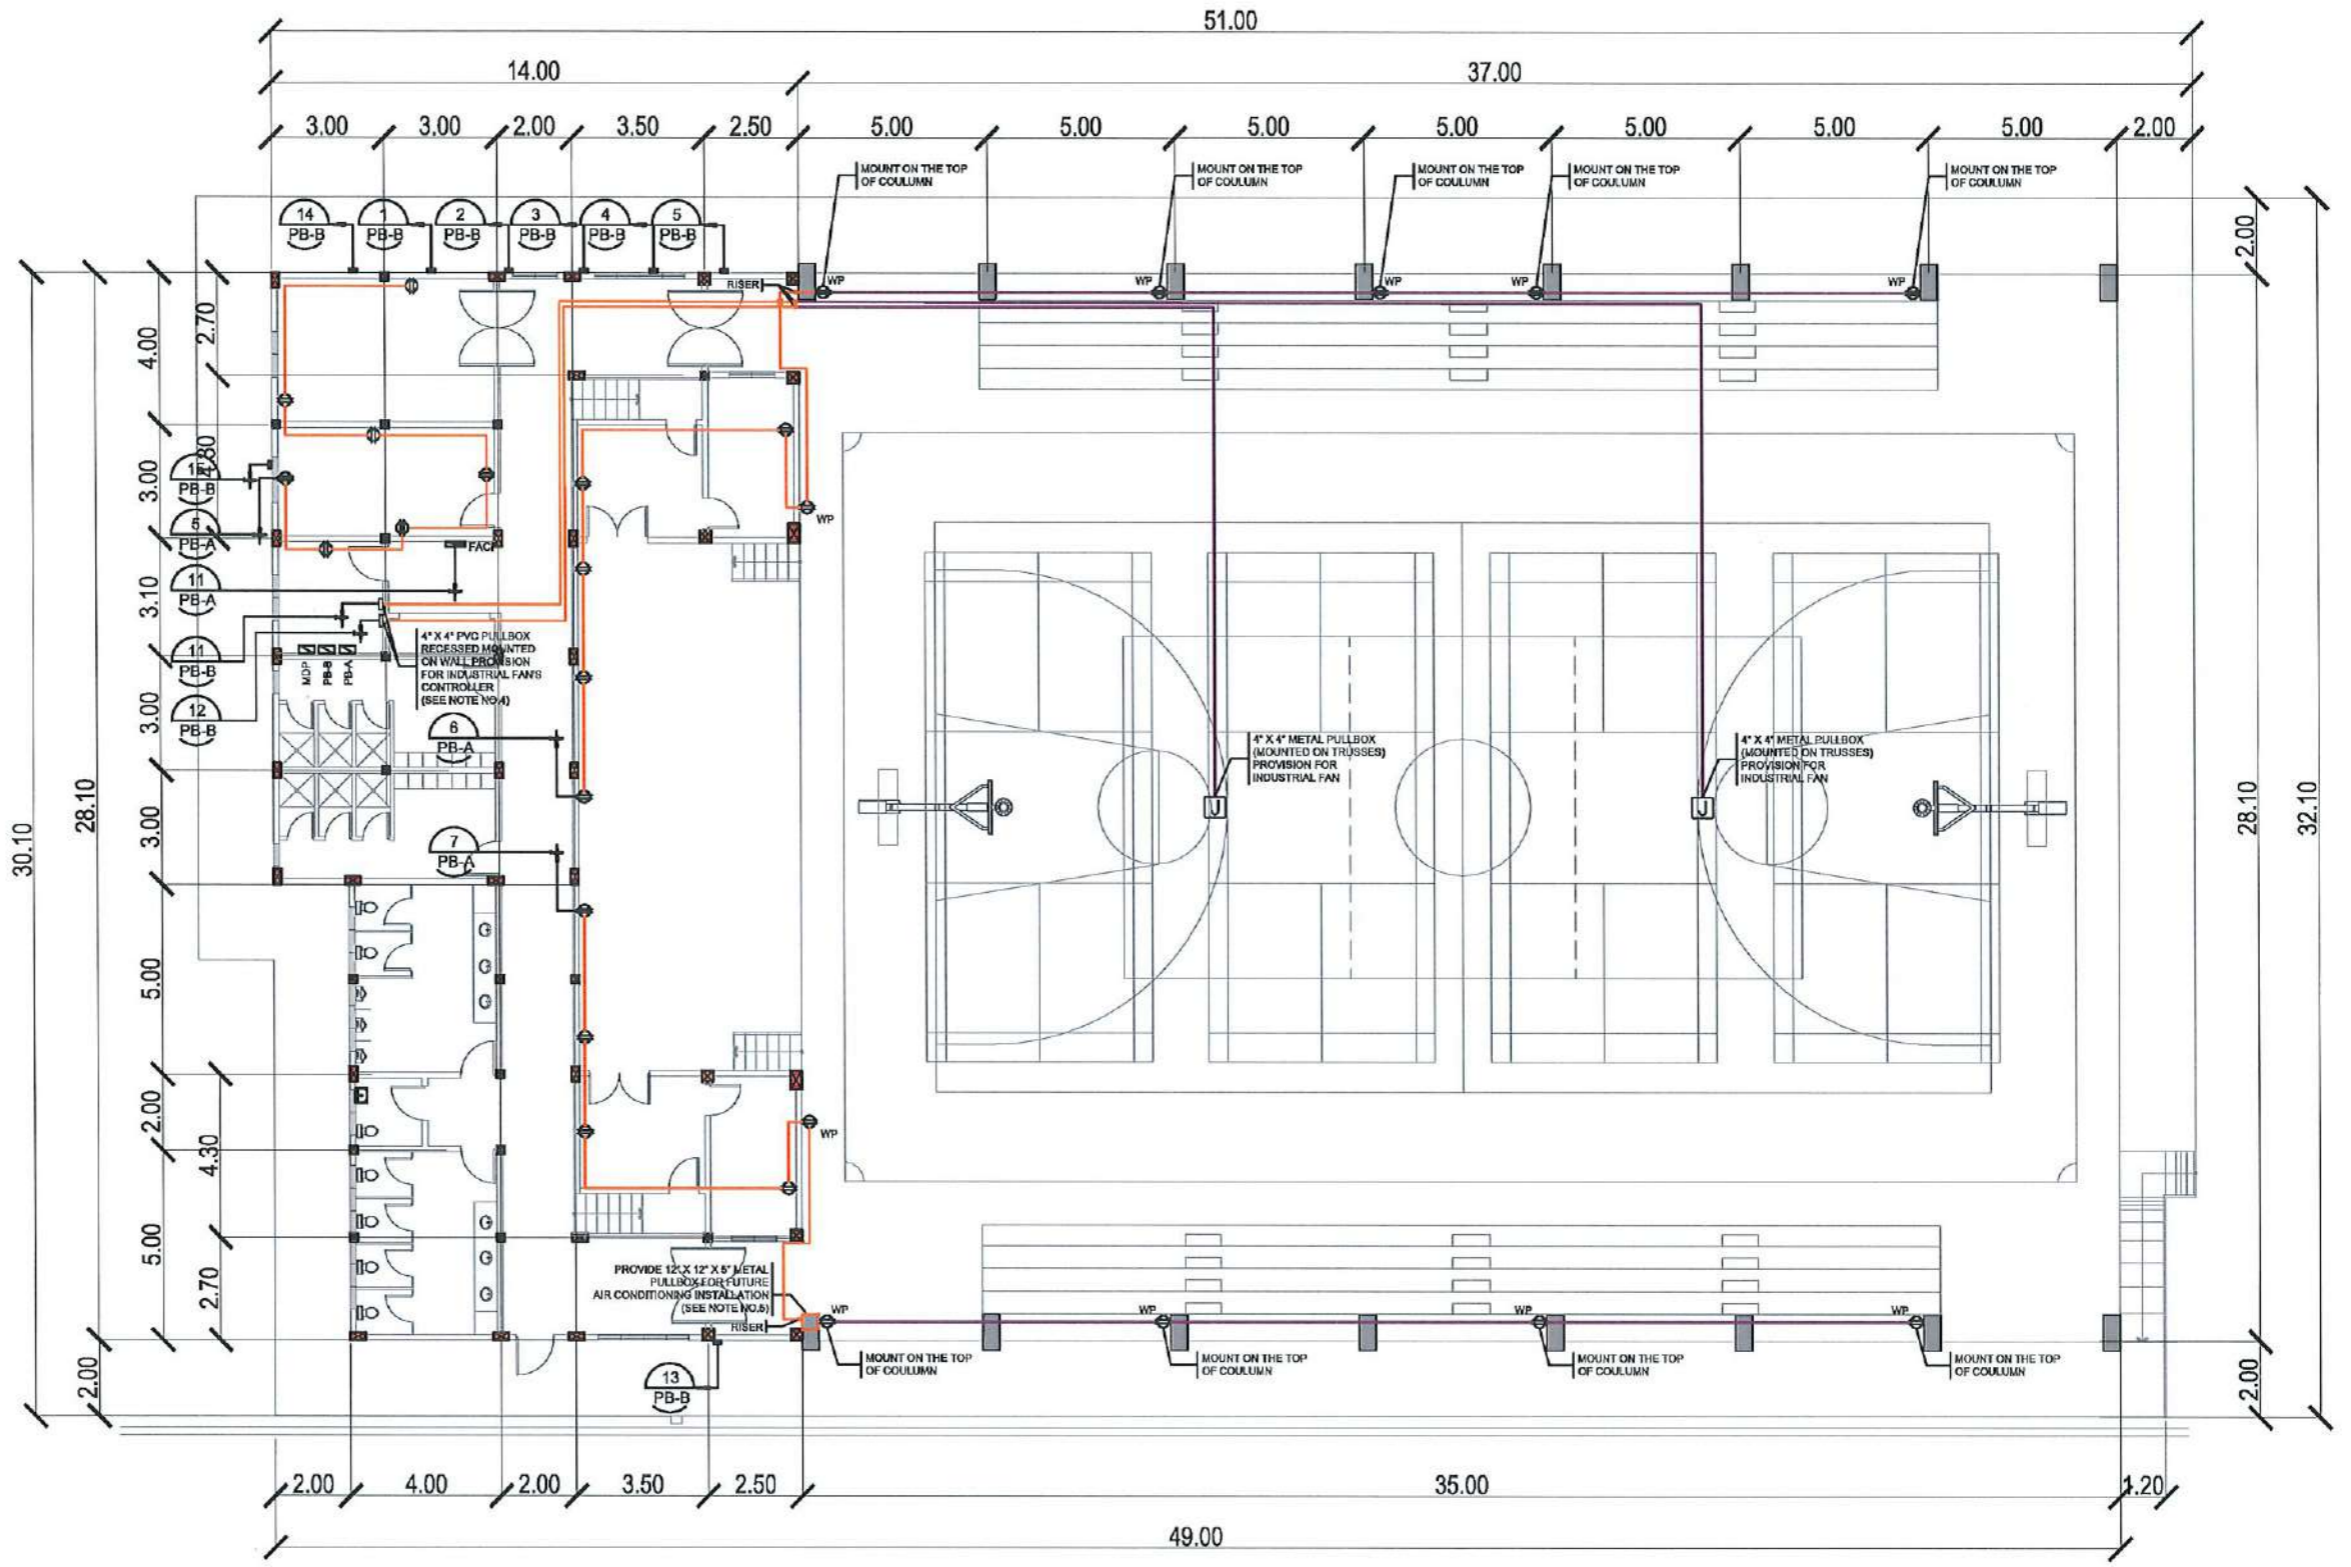 51.00
14.00
37.00
3.00
3.00
2.00
3.50
2.50
5.00
5.00
5.00
5.00
5.00
5.00
5.00
2.00
MOUNT ON THE TOP
OF COULUMN
MOUNT ON THE TOP
OF COULUMN
MOUNT ON THE TOP
OF COULUMN
MOUNT ON THE TOP
OF COULUMN
MOUNT ON THE TOP
OF COULUMN
14
PB-B
1
PB-B
2
PB-B
3
PB-B
4
PB-B
5
PB-B
2.00
RISER
WP
WP
WP
WP
WP
4.00
2.70
3.00
4.80
15
PB-B
5
PB-A
WP
FACP
11
PB-A
3.10
11
PB-B
12
PB-B
MDP
PB-B
PB-A
4" X 4" PVC PULLBOX
RECESSED MOUNTED
ON WALL PROVISION
FOR INDUSTRIAL FAN'S
CONTROLLER
(SEE NOTE NO.4)
3.00
6
PB-A
4" X 4" METAL PULLBOX
(MOUNTED ON TRUSSES)
PROVISION FOR
INDUSTRIAL FAN
4" X 4" METAL PULLBOX
(MOUNTED ON TRUSSES)
PROVISION FOR
INDUSTRIAL FAN
J
J
30.10
28.10
3.00
7
PB-A
28.10
32.10
5.00
2.00
4.30
WP
5.00
2.70
PROVIDE 12" X 12" X 5" METAL
PULLBOX FOR FUTURE
AIR CONDITIONING INSTALLATION
(SEE NOTE NO.5)
RISER
WP
WP
WP
WP
MOUNT ON THE TOP
OF COULUMN
MOUNT ON THE TOP
OF COULUMN
MOUNT ON THE TOP
OF COULUMN
MOUNT ON THE TOP
OF COULUMN
13
PB-B
2.00
2.00
2.00
4.00
2.00
3.50
2.50
35.00
1.20
49.00